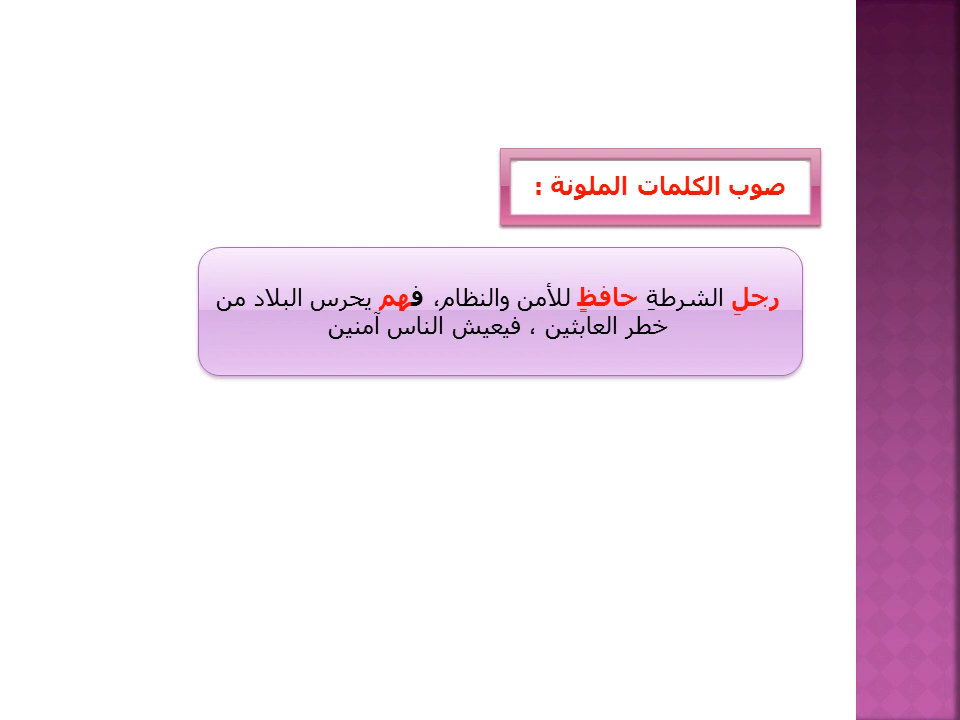 صوب الكلمات الملونة :
رجلِ الشرطةِ حافظٍ للأمن والنظام، فهم يحرس البلاد من
خطر العابثين ، فيعيش الناس آمنين